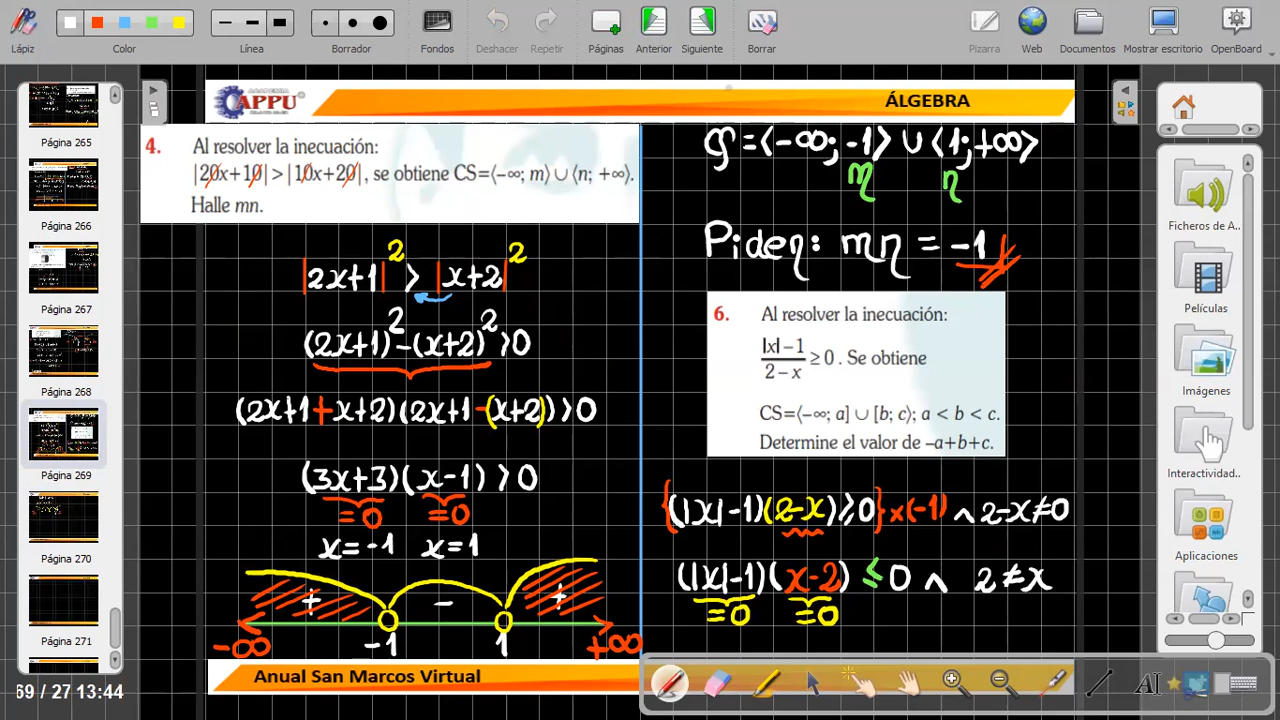 Lápiz
Color
Línea
Borrador
Fondos
Deshacer
Repetir
Páginas
Anterior
Siguiente
Borrar
Pizarra
Web
Documentos
Mostrar escritorio
OpenBoard
Página 265
Página 266
Página 267
Página 268
Página 269
Página 270
Página 271
69 / 27 13:44
ACADEMIA
APPU
ÁLGEBRA
4. Al resolver la inecuación:
|20x+10| > |10x+20|, se obtiene CS=⟨-∞; m⟩ ∪ ⟨n; +∞⟩.
Halle mn.
|2x+1|² > |x+2|²
(2x+1)²-(x+2)² >0
(2x+1+x+2)(2x+1-(x+2))>0
(3x+3)(x-1) >0
=0 =0
x=-1 x=1
+ - +
-∞ -1 1 +∞
=⟨-∞; -1⟩ ∪ ⟨1; +∞⟩
m n
Piden: mn = -1
6. Al resolver la inecuación:
|x| – 1
2 – x
≥ 0 . Se obtiene
CS=⟨-∞; a] ∪ [b; c⟩; a < b < c.
Determine el valor de –a+b+c.
{(|x|-1)(2-x)≥0}x(-1) ∧ 2-x≠0
(|x|-1)(x-2) ≤ 0 ∧ 2≠x
=0 =0
Anual San Marcos Virtual
Ficheros de A...
Películas
Imágenes
Interactividad..
Aplicaciones
AI